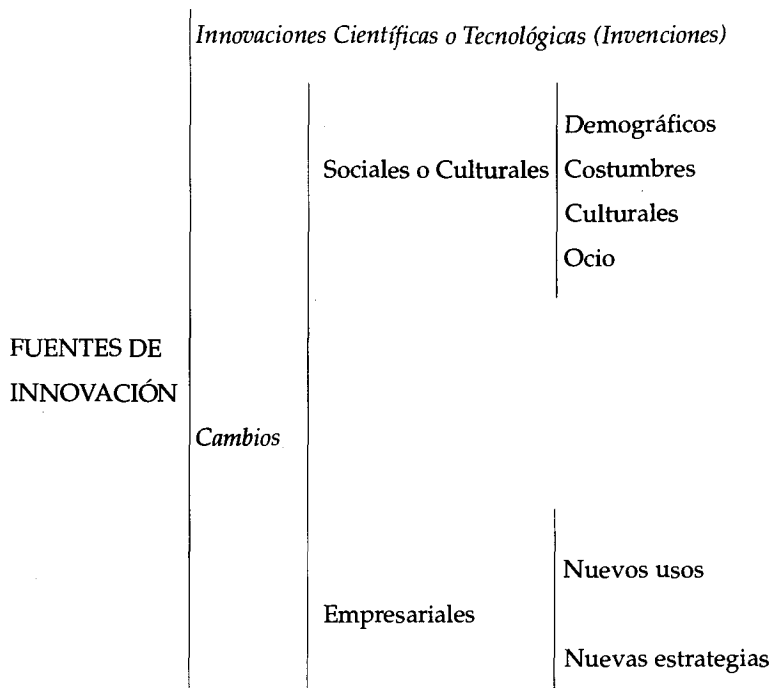 Innovaciones Científicas o Tecnológicas (Invenciones)
Demográficos
Sociales o Culturales
Costumbres
Culturales
Ocio
FUENTES DE
INNOVACIÓN
Cambios
Nuevos usos
Empresariales
Nuevas estrategias